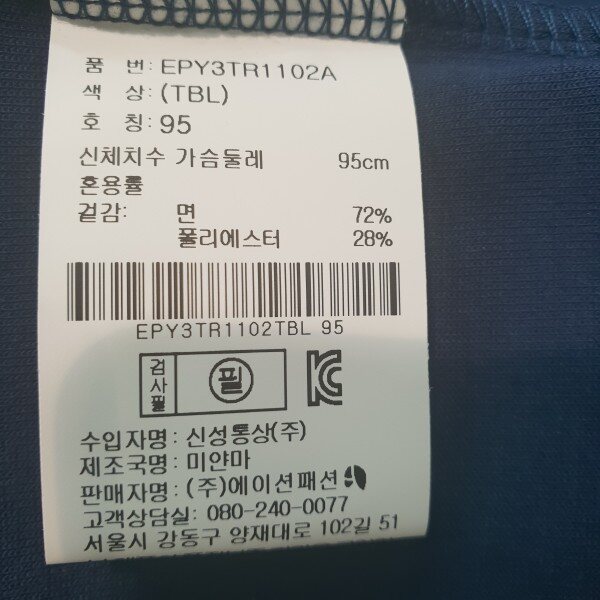 품 번: EPY3TR1102A
색 상: (TBL)
호 칭: 95
신체치수 가슴둘레 95cm
혼용률
겉감: 면 72%
폴리에스터 28%
EPY3TR1102TBL 95
검사필 필 KC
수입자명: 신성통상(주)
제조국명: 미얀마
판매자명: (주)에이션패션
고객상담실: 080-240-0077
서울시 강동구 양재대로 102길 51